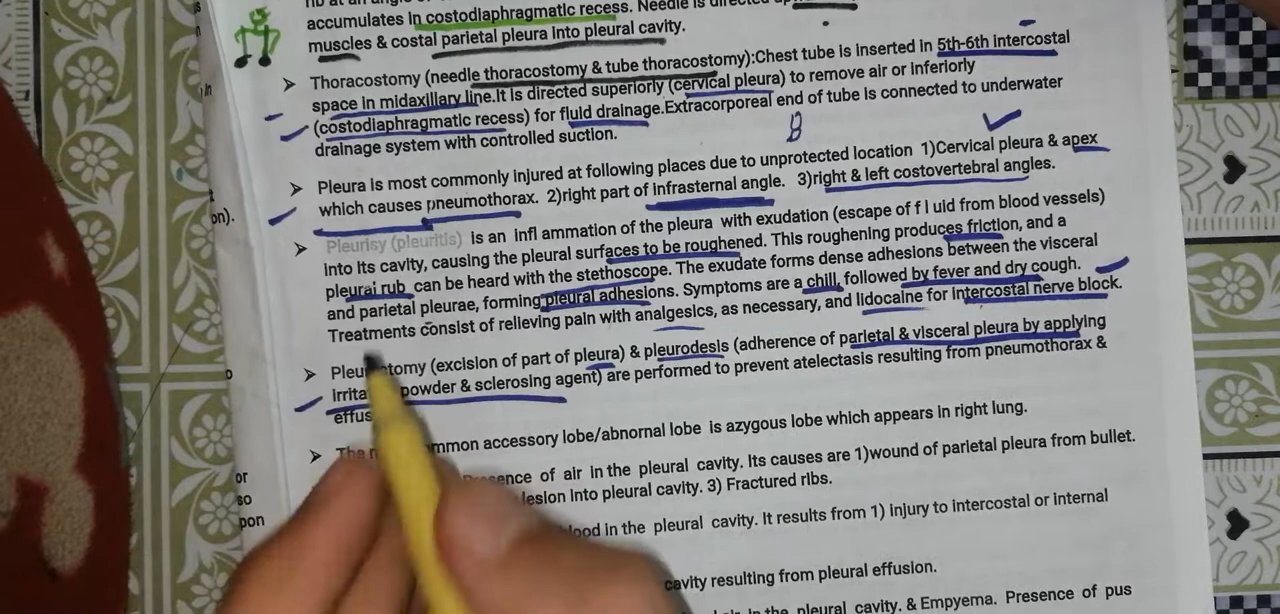 accumulates in costodiaphragmatic recess. Needle is directed
muscles & costal parietal pleura into pleural cavity.
➤ Thoracostomy (needle thoracostomy & tube thoracostomy):Chest tube is inserted in 5th-6th intercostal
space in midaxillary line.It is directed superiorly (cervical pleura) to remove air or inferiorly
(costodiaphragmatic recess) for fluid drainage.Extracorporeal end of tube is connected to underwater
drainage system with controlled suction.
B
➤ Pleura is most commonly injured at following places due to unprotected location 1)Cervical pleura & apex
which causes pneumothorax. 2)right part of infrasternal angle. 3)right & left costovertebral angles.
➤ Pleurisy (pleuritis) is an infl ammation of the pleura with exudation (escape of f l uid from blood vessels)
into its cavity, causing the pleural surfaces to be roughened. This roughening produces friction, and a
pleural rub can be heard with the stethoscope. The exudate forms dense adhesions between the visceral
and parietal pleurae, forming pleural adhesions. Symptoms are a chill, followed by fever and dry cough.
Treatments consist of relieving pain with analgesics, as necessary, and lidocaine for intercostal nerve block.
➤ (excision of part of pleura) & pleurodesis (adherence of parietal & visceral pleura by applying
powder & sclerosing agent) are performed to prevent atelectasis resulting from pneumothorax &
➤ The accessory lobe/abnornal lobe is azygous lobe which appears in right lung.
of air in the pleural cavity. Its causes are 1)wound of parietal pleura from bullet.
lesion into pleural cavity. 3) Fractured ribs.
in the pleural cavity. It results from 1) injury to intercostal or internal
cavity resulting from pleural effusion.
in the pleural cavity. & Empyema. Presence of pus
on).
or
so
pon